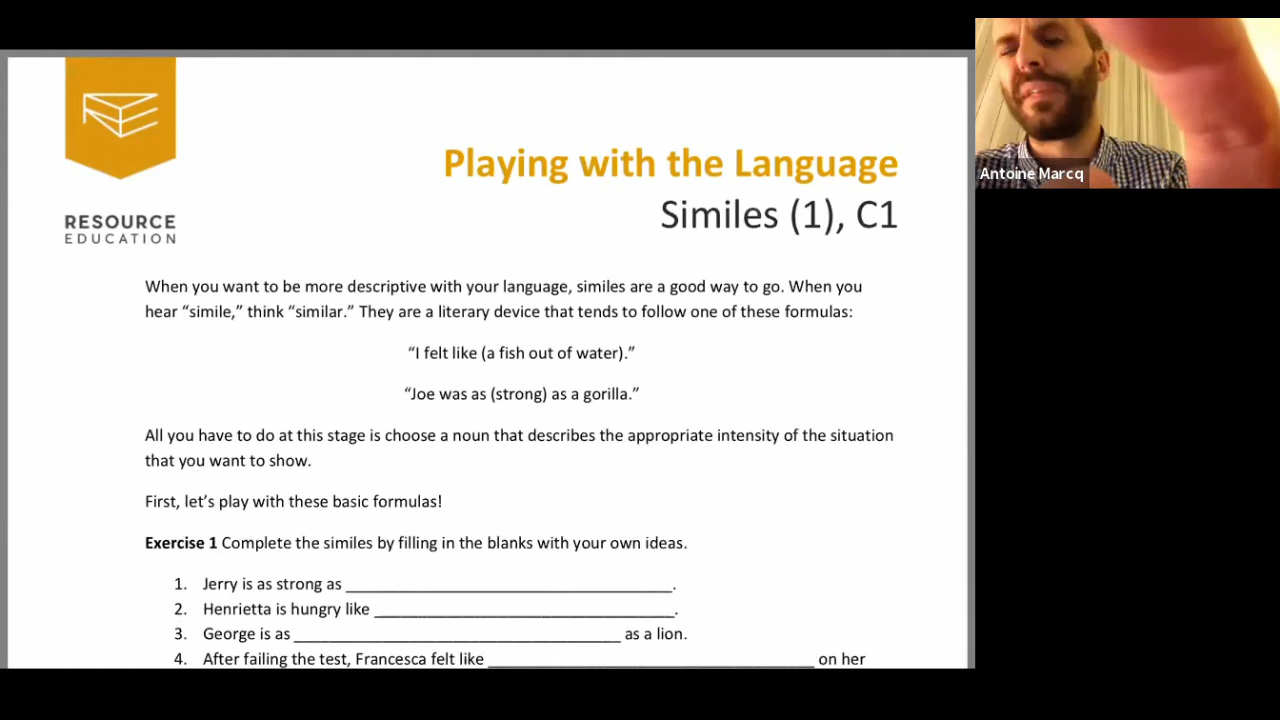 RESOURCE
EDUCATION
Playing with the Language
Similes (1), C1
When you want to be more descriptive with your language, similes are a good way to go. When you
hear “simile,” think “similar.” They are a literary device that tends to follow one of these formulas:
“I felt like (a fish out of water).”
“Joe was as (strong) as a gorilla.”
All you have to do at this stage is choose a noun that describes the appropriate intensity of the situation
that you want to show.
First, let’s play with these basic formulas!
Exercise 1 Complete the similes by filling in the blanks with your own ideas.
1. Jerry is as strong as ______________________________________.
2. Henrietta is hungry like ___________________________________.
3. George is as ______________________________________ as a lion.
4. After failing the test, Francesca felt like ______________________________________ on her
Antoine Marcq